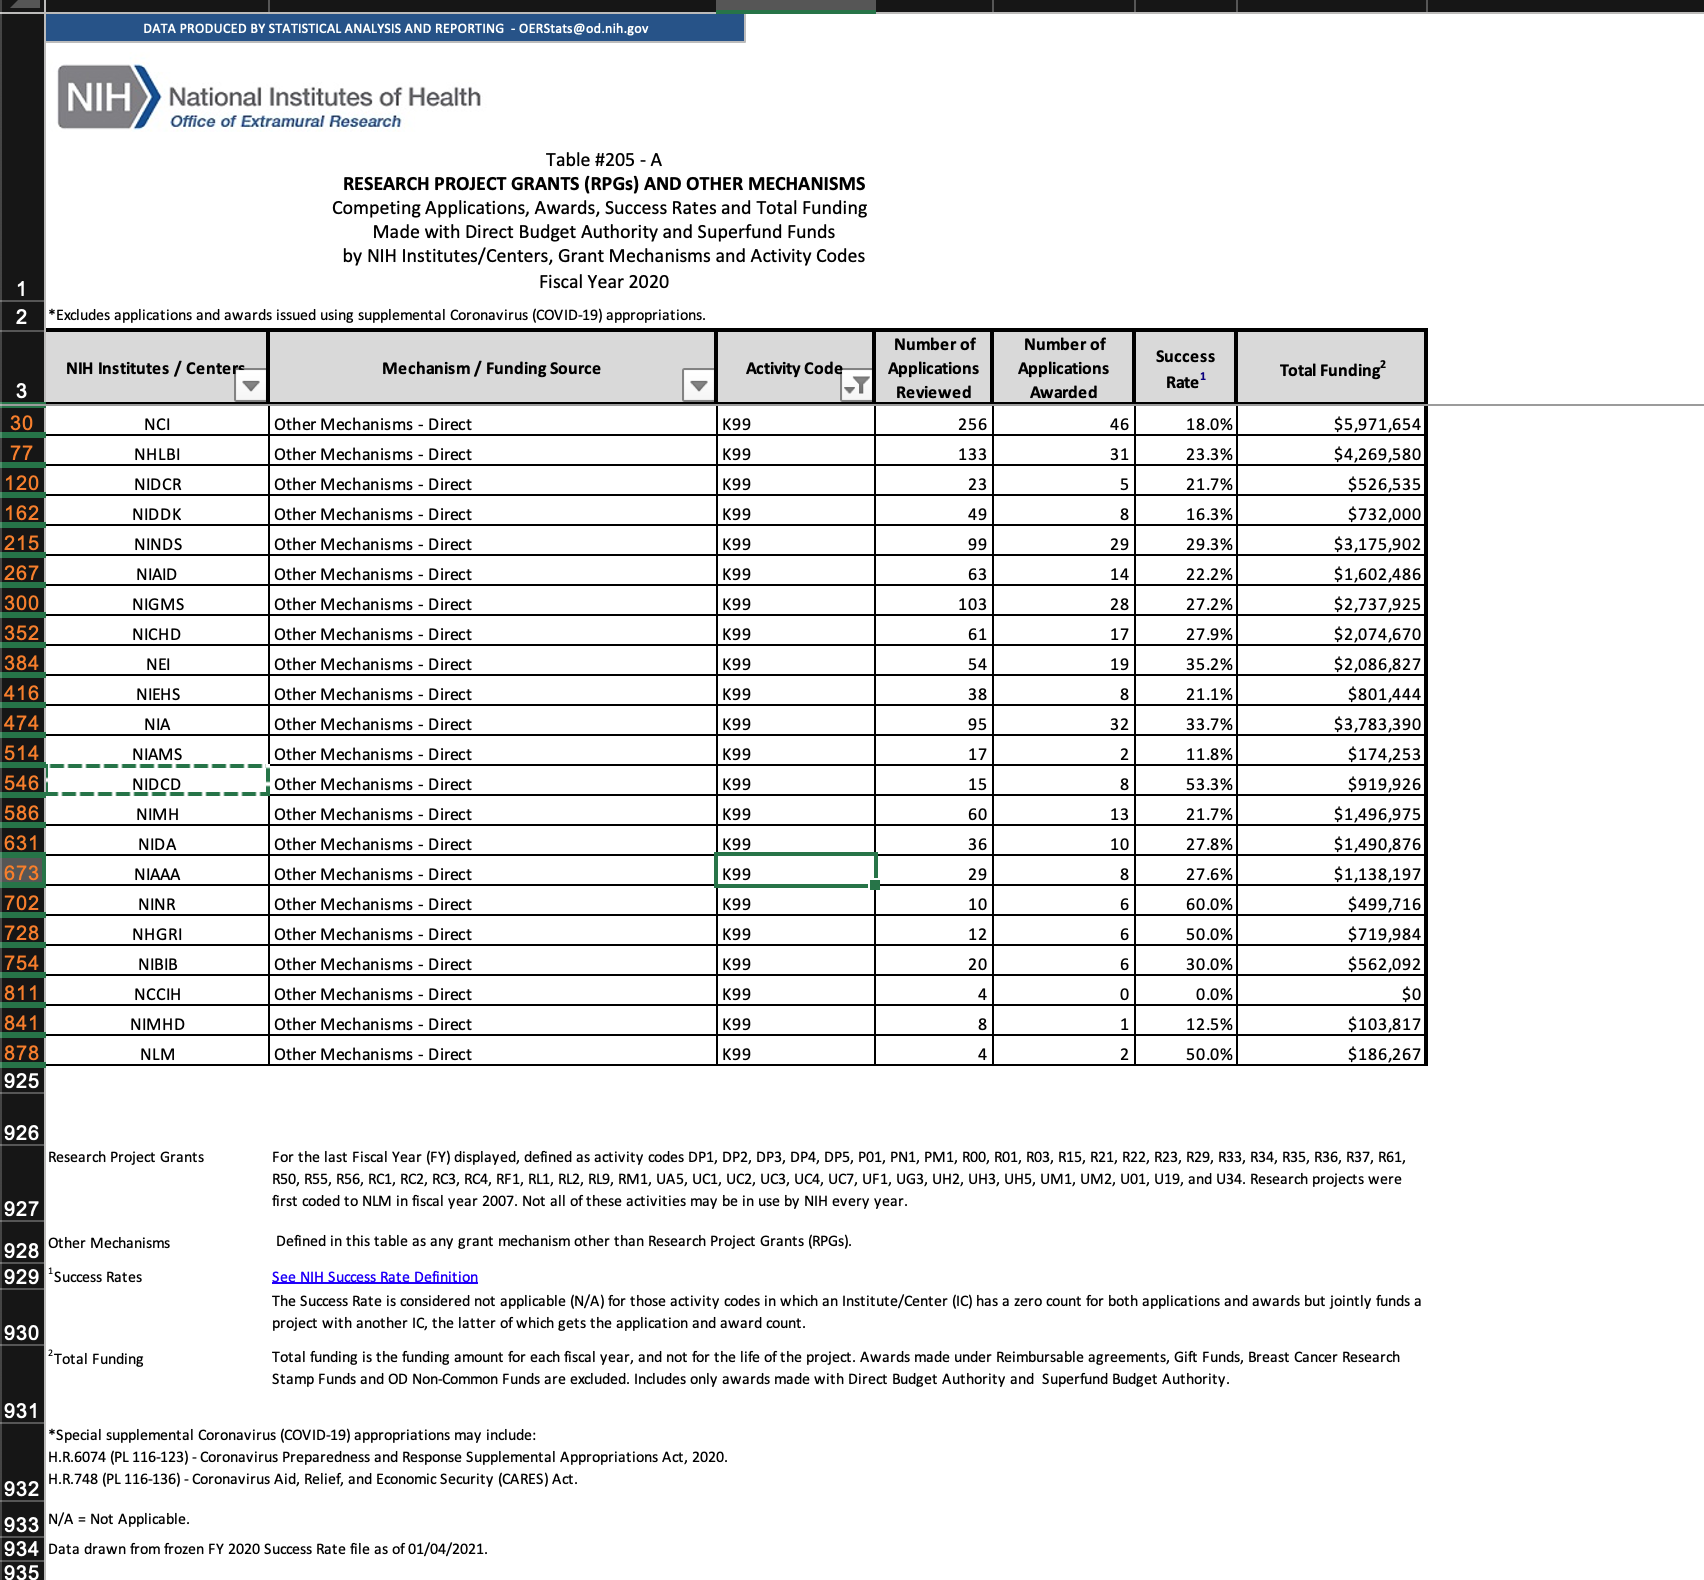 DATA PRODUCED BY STATISTICAL ANALYSIS AND REPORTING - OERStats@od.nih.gov
NIH National Institutes of Health
Office of Extramural Research
Table #205 - A
RESEARCH PROJECT GRANTS (RPGs) AND OTHER MECHANISMS
Competing Applications, Awards, Success Rates and Total Funding
Made with Direct Budget Authority and Superfund Funds
by NIH Institutes/Centers, Grant Mechanisms and Activity Codes
1 Fiscal Year 2020
2 *Excludes applications and awards issued using supplemental Coronavirus (COVID-19) appropriations.
3 NIH Institutes / Centers Mechanism / Funding Source Activity Code Number of Applications Reviewed Number of Applications Awarded Success Rate1 Total Funding2
30 NCI Other Mechanisms - Direct K99 256 46 18.0% $5,971,654
77 NHLBI Other Mechanisms - Direct K99 133 31 23.3% $4,269,580
120 NIDCR Other Mechanisms - Direct K99 23 5 21.7% $526,535
162 NIDDK Other Mechanisms - Direct K99 49 8 16.3% $732,000
215 NINDS Other Mechanisms - Direct K99 99 29 29.3% $3,175,902
267 NIAID Other Mechanisms - Direct K99 63 14 22.2% $1,602,486
300 NIGMS Other Mechanisms - Direct K99 103 28 27.2% $2,737,925
352 NICHD Other Mechanisms - Direct K99 61 17 27.9% $2,074,670
384 NEI Other Mechanisms - Direct K99 54 19 35.2% $2,086,827
416 NIEHS Other Mechanisms - Direct K99 38 8 21.1% $801,444
474 NIA Other Mechanisms - Direct K99 95 32 33.7% $3,783,390
514 NIAMS Other Mechanisms - Direct K99 17 2 11.8% $174,253
546 NIDCD Other Mechanisms - Direct K99 15 8 53.3% $919,926
586 NIMH Other Mechanisms - Direct K99 60 13 21.7% $1,496,975
631 NIDA Other Mechanisms - Direct K99 36 10 27.8% $1,490,876
673 NIAAA Other Mechanisms - Direct K99 29 8 27.6% $1,138,197
702 NINR Other Mechanisms - Direct K99 10 6 60.0% $499,716
728 NHGRI Other Mechanisms - Direct K99 12 6 50.0% $719,984
754 NIBIB Other Mechanisms - Direct K99 20 6 30.0% $562,092
811 NCCIH Other Mechanisms - Direct K99 4 0 0.0% $0
841 NIMHD Other Mechanisms - Direct K99 8 1 12.5% $103,817
878 NLM Other Mechanisms - Direct K99 4 2 50.0% $186,267
925
926
Research Project Grants For the last Fiscal Year (FY) displayed, defined as activity codes DP1, DP2, DP3, DP4, DP5, P01, PN1, PM1, R00, R01, R03, R15, R21, R22, R23, R29, R33, R34, R35, R36, R37, R61,
R50, R55, R56, RC1, RC2, RC3, RC4, RF1, RL1, RL2, RL9, RM1, UA5, UC1, UC2, UC3, UC4, UC7, UF1, UG3, UH2, UH3, UH5, UM1, UM2, U01, U19, and U34. Research projects were
927 first coded to NLM in fiscal year 2007. Not all of these activities may be in use by NIH every year.
928 Other Mechanisms Defined in this table as any grant mechanism other than Research Project Grants (RPGs).
929 1Success Rates See NIH Success Rate Definition
The Success Rate is considered not applicable (N/A) for those activity codes in which an Institute/Center (IC) has a zero count for both applications and awards but jointly funds a
930 project with another IC, the latter of which gets the application and award count.
2Total Funding Total funding is the funding amount for each fiscal year, and not for the life of the project. Awards made under Reimbursable agreements, Gift Funds, Breast Cancer Research
Stamp Funds and OD Non-Common Funds are excluded. Includes only awards made with Direct Budget Authority and Superfund Budget Authority.
931
*Special supplemental Coronavirus (COVID-19) appropriations may include:
H.R.6074 (PL 116-123) - Coronavirus Preparedness and Response Supplemental Appropriations Act, 2020.
932 H.R.748 (PL 116-136) - Coronavirus Aid, Relief, and Economic Security (CARES) Act.
933 N/A = Not Applicable.
934 Data drawn from frozen FY 2020 Success Rate file as of 01/04/2021.
935